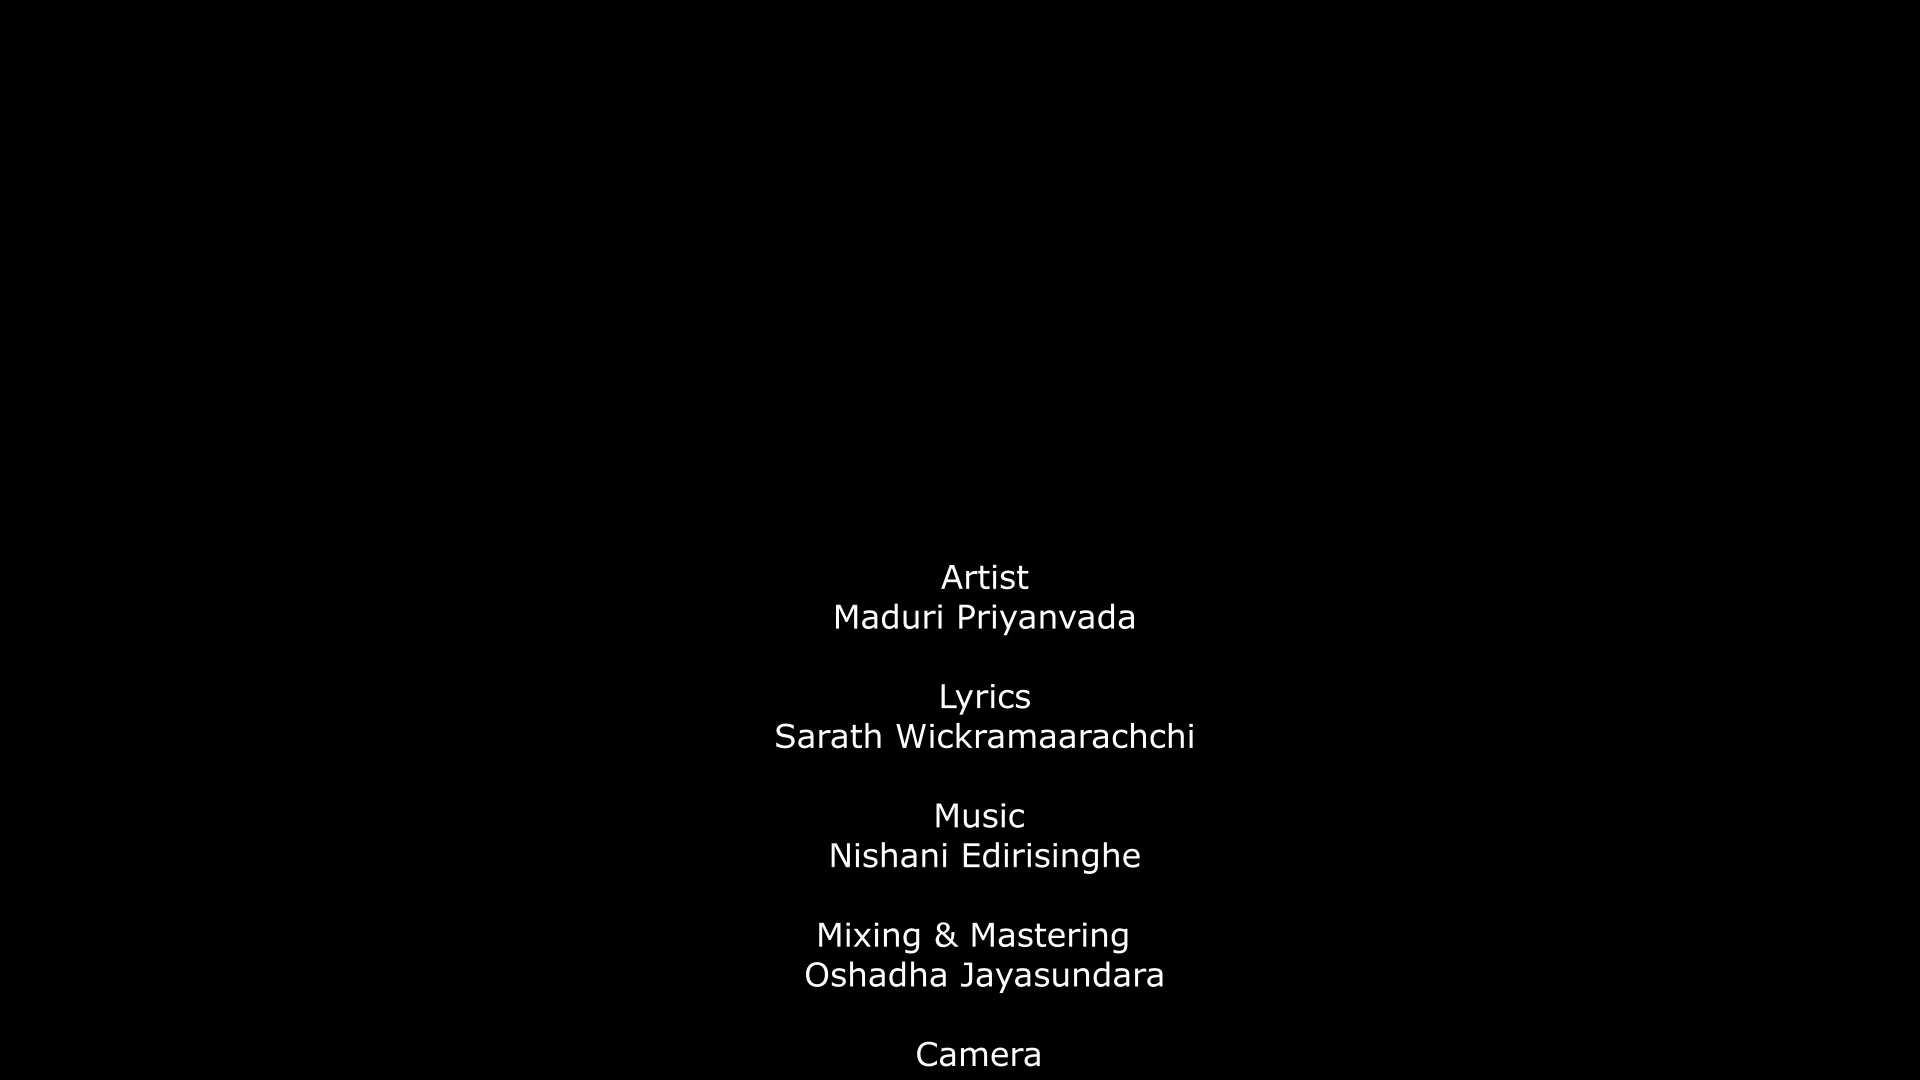 Artist
Maduri Priyanvada
Lyrics
Sarath Wickramaarachchi
Music
Nishani Edirisinghe
Mixing & Mastering
Oshadha Jayasundara
Camera